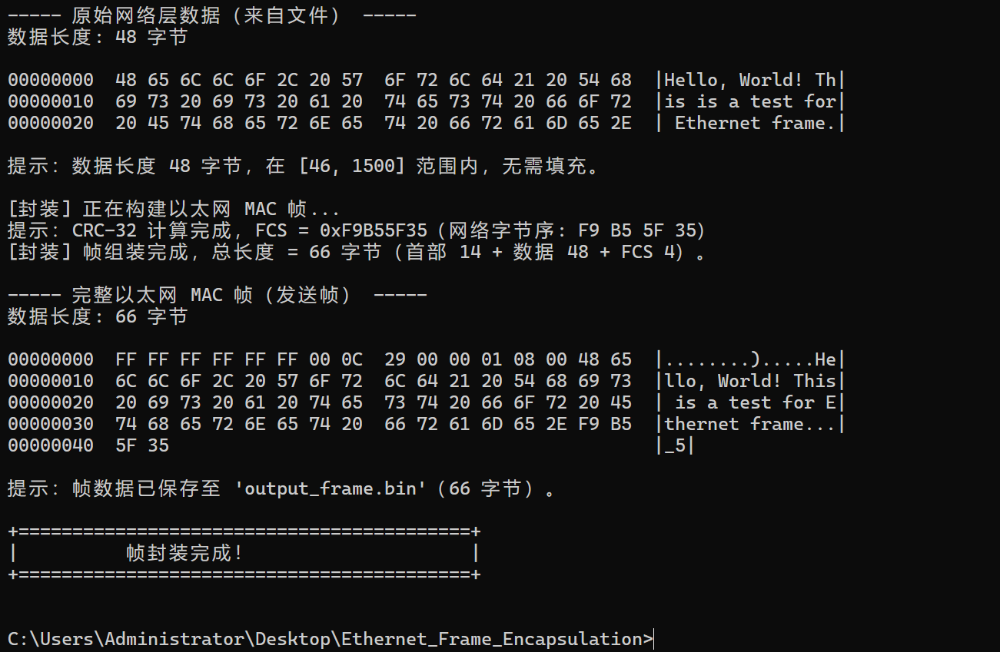 ----- 原始网络层数据（来自文件） -----
数据长度: 48 字节
00000000  48 65 6C 6C 6F 2C 20 57  6F 72 6C 64 21 20 54 68  |Hello, World! Th|
00000010  69 73 20 69 73 20 61 20  74 65 73 74 20 66 6F 72  |is is a test for|
00000020  20 45 74 68 65 72 6E 65  74 20 66 72 61 6D 65 2E  | Ethernet frame.|
提示: 数据长度 48 字节，在 [46, 1500] 范围内，无需填充。
[封装] 正在构建以太网 MAC 帧...
提示: CRC-32 计算完成，FCS = 0xF9B55F35（网络字节序: F9 B5 5F 35）
[封装] 帧组装完成，总长度 = 66 字节（首部 14 + 数据 48 + FCS 4）。
----- 完整以太网 MAC 帧（发送帧） -----
数据长度: 66 字节
00000000  FF FF FF FF FF FF 00 0C  29 00 00 01 08 00 48 65  |........).....He|
00000010  6C 6C 6F 2C 20 57 6F 72  6C 64 21 20 54 68 69 73  |llo, World! This|
00000020  20 69 73 20 61 20 74 65  73 74 20 66 6F 72 20 45  | is a test for E|
00000030  74 68 65 72 6E 65 74 20  66 72 61 6D 65 2E F9 B5  |thernet frame...|
00000040  5F 35                                             |_5|
提示: 帧数据已保存至 'output_frame.bin'（66 字节）。
+==========================================+
|          帧封装完成!                     |
+==========================================+
C:\Users\Administrator\Desktop\Ethernet_Frame_Encapsulation>